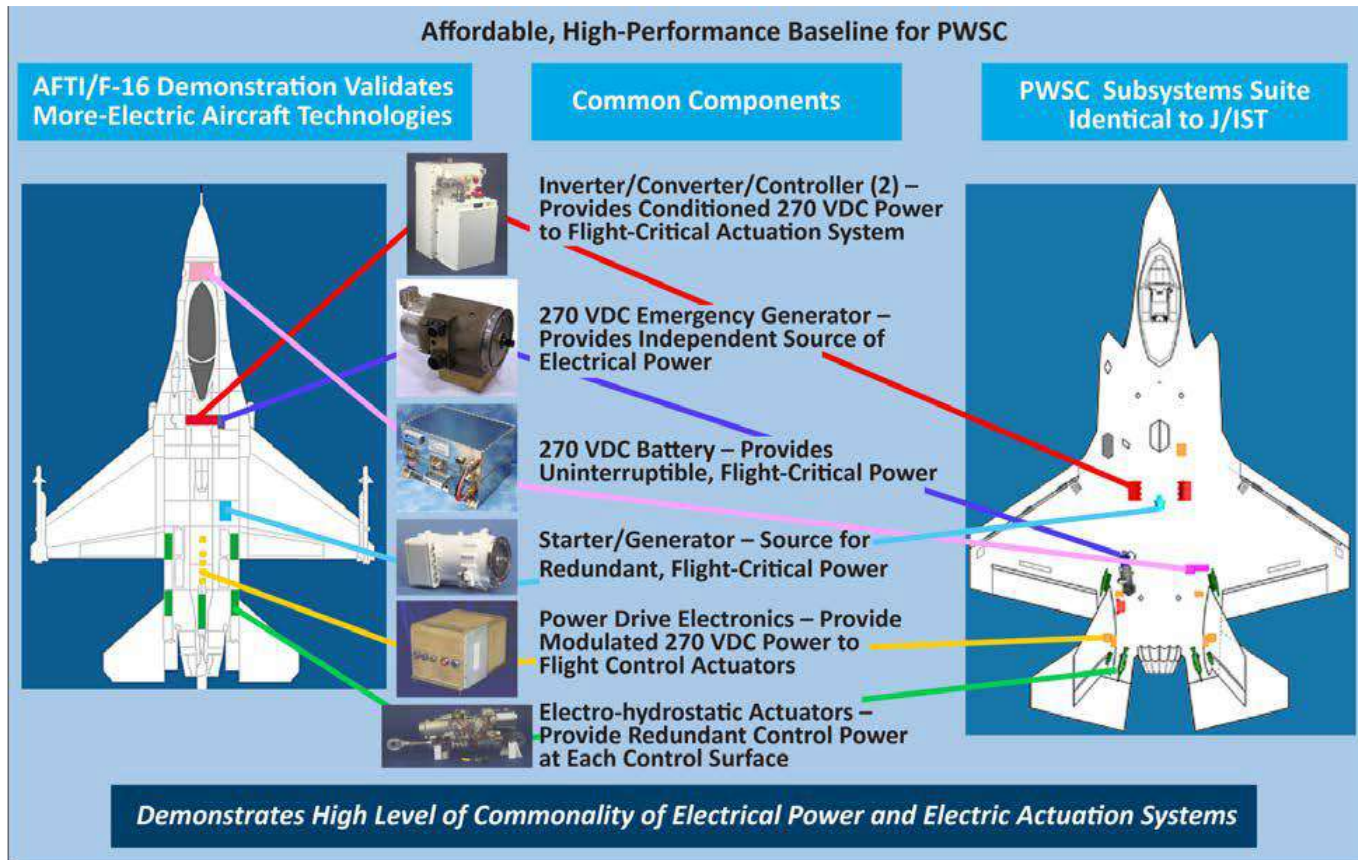 Affordable, High-Performance Baseline for PWSC
AFTI/F-16 Demonstration Validates
More-Electric Aircraft Technologies
Common Components
PWSC Subsystems Suite
Identical to J/IST
Inverter/Converter/Controller (2) –
Provides Conditioned 270 VDC Power
to Flight-Critical Actuation System
270 VDC Emergency Generator –
Provides Independent Source of
Electrical Power
270 VDC Battery – Provides
Uninterruptible, Flight-Critical Power
Starter/Generator – Source for
Redundant, Flight-Critical Power
Power Drive Electronics – Provide
Modulated 270 VDC Power to
Flight Control Actuators
Electro-hydrostatic Actuators –
Provide Redundant Control Power
at Each Control Surface
Demonstrates High Level of Commonality of Electrical Power and Electric Actuation Systems